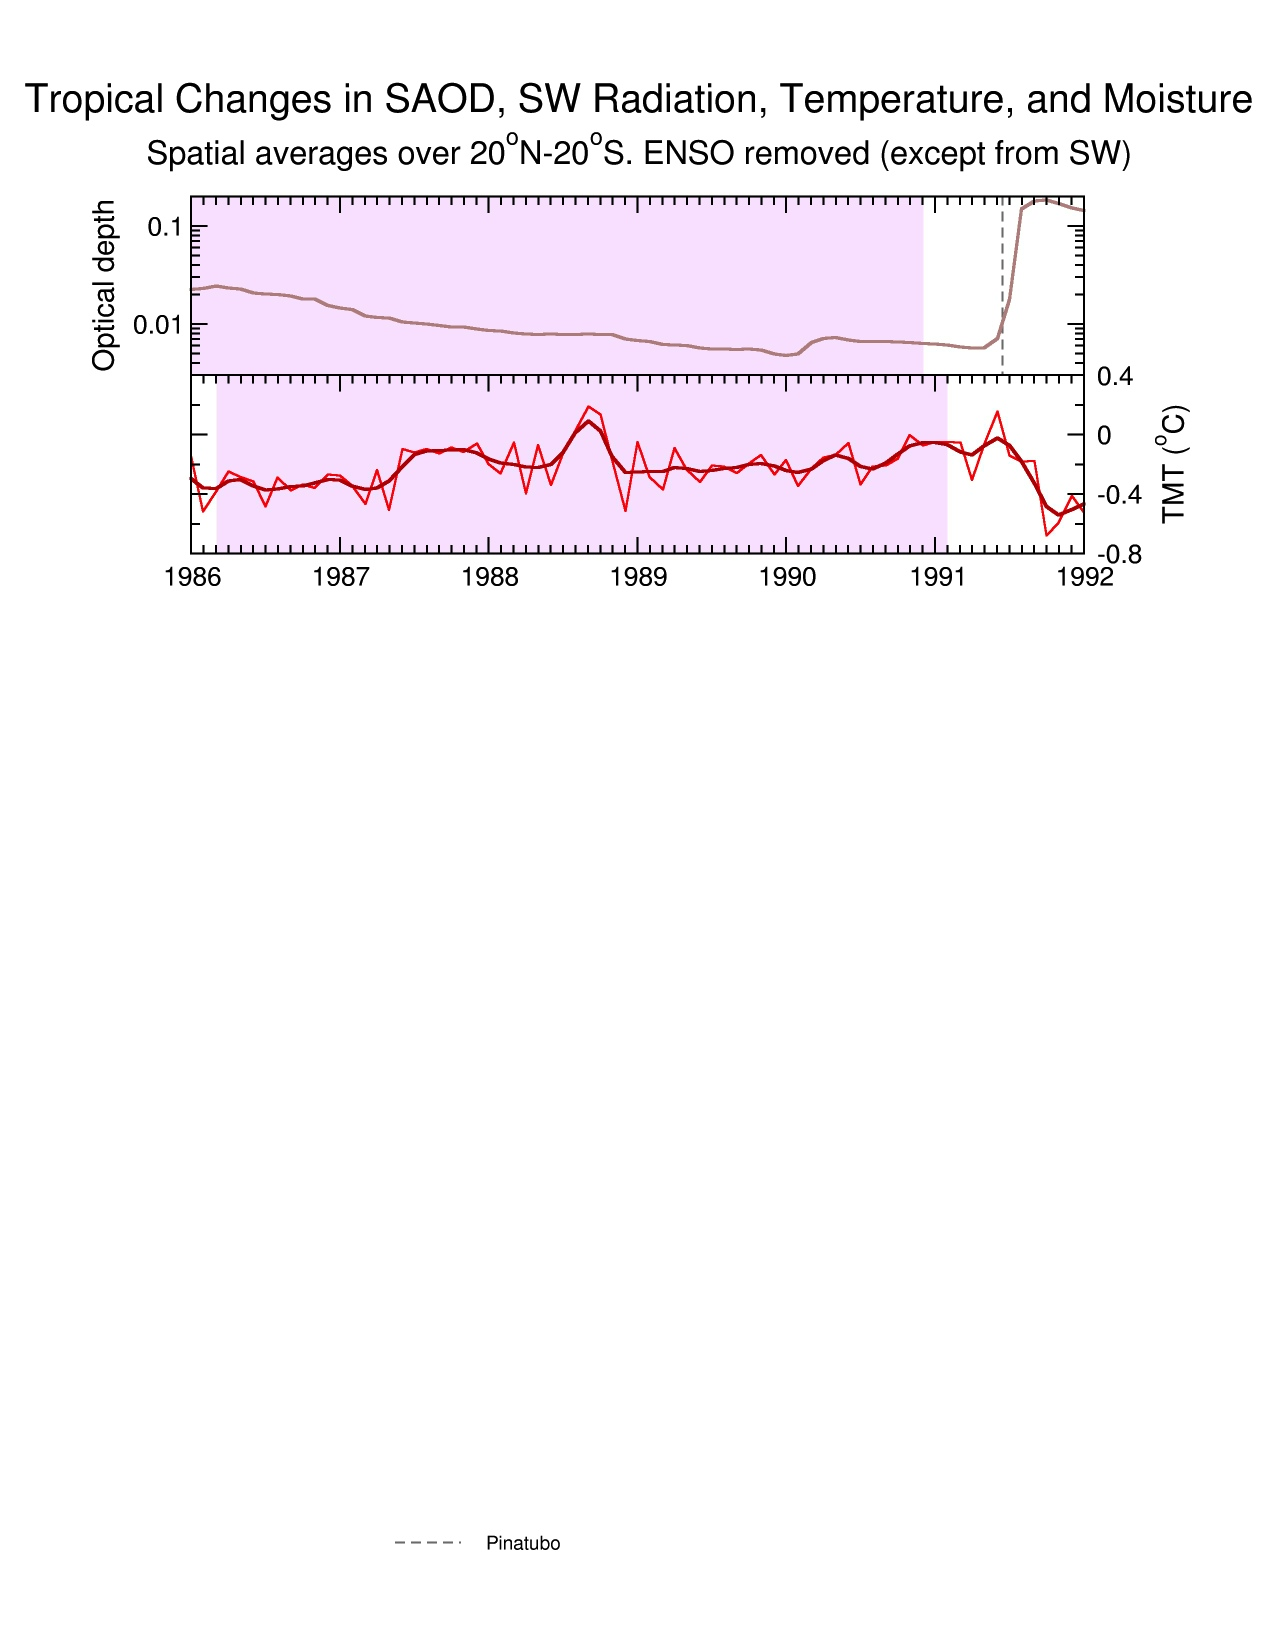 Tropical Changes in SAOD, SW Radiation, Temperature, and Moisture
Spatial averages over 20°N-20°S. ENSO removed (except from SW)
Optical depth
0.1
0.01
0.4
0
-0.4
-0.8
TMT (°C)
1986 1987 1988 1989 1990 1991 1992
Pinatubo